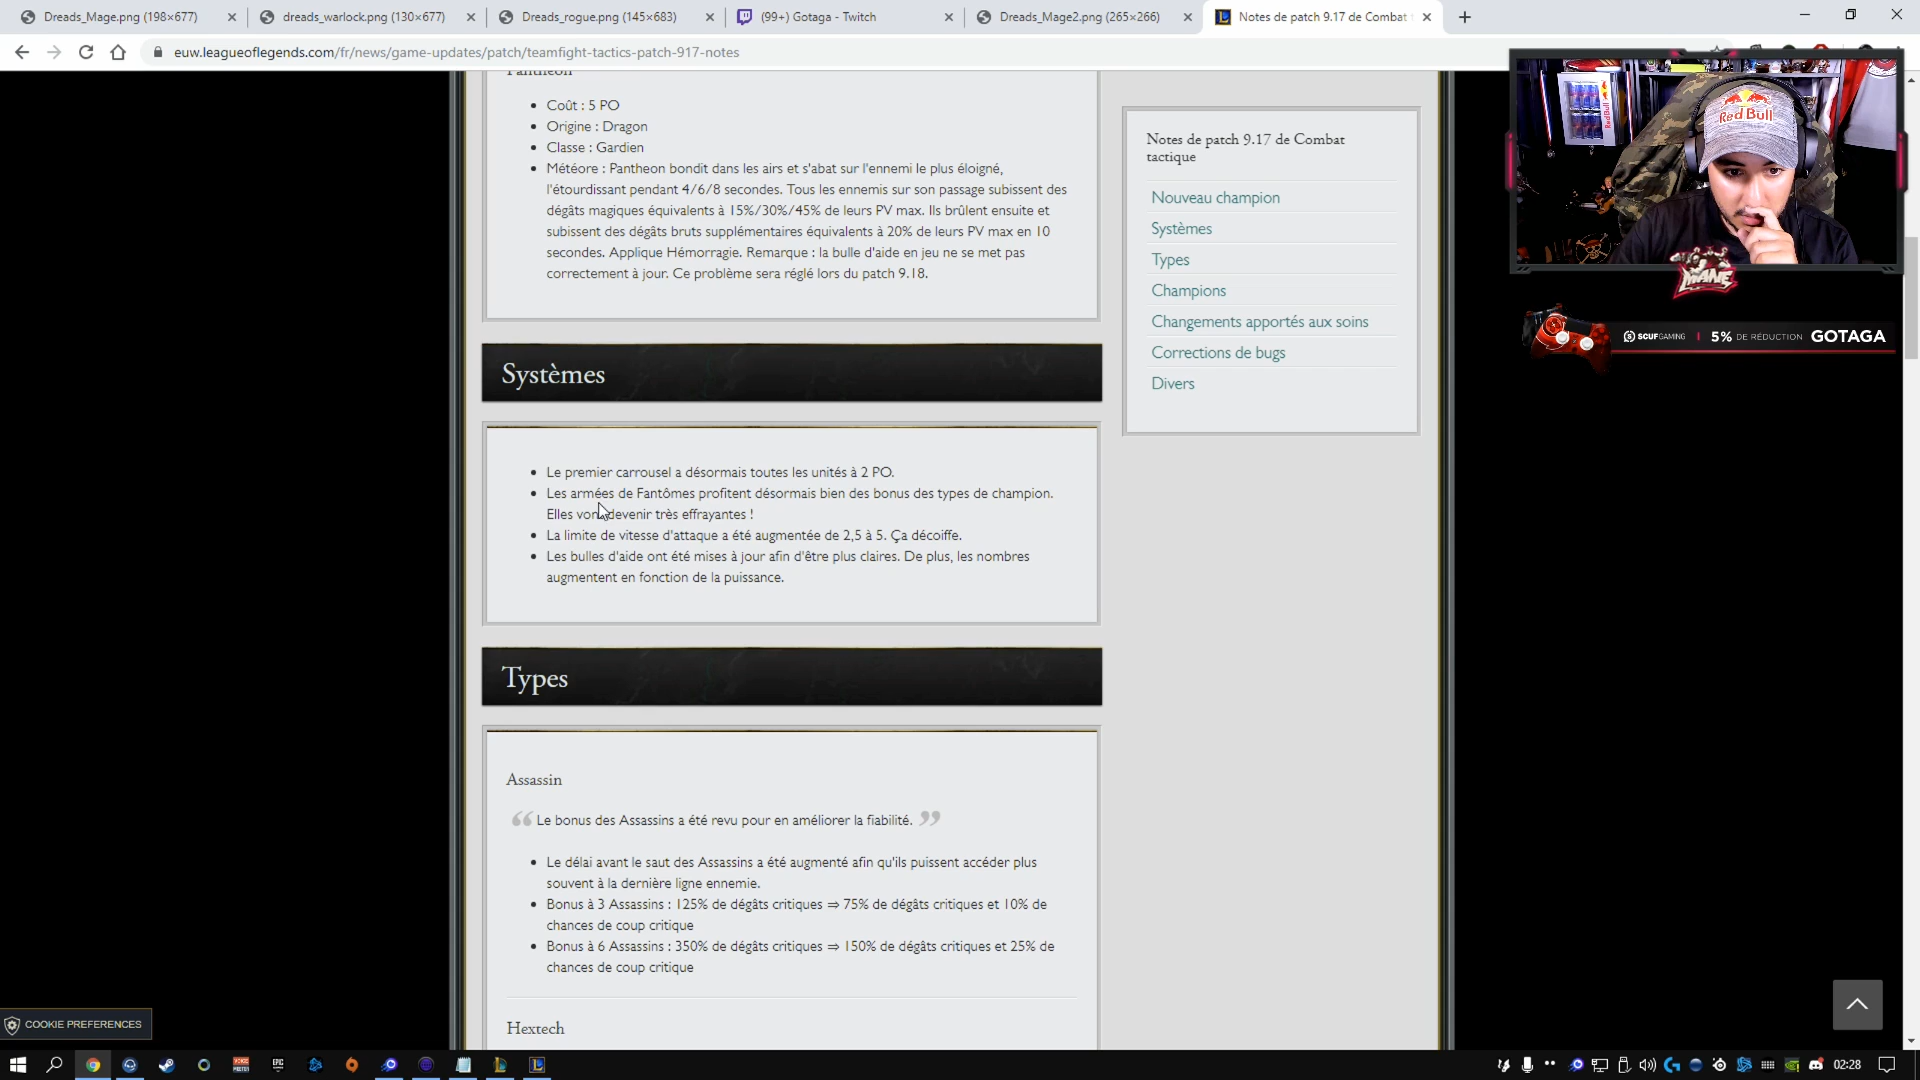 Dreads_Mage.png (198×677)
dreads_warlock.png (130×677)
Dreads_rogue.png (145×683)
(99+) Gotaga - Twitch
Dreads_Mage2.png (265×266)
Notes de patch 9.17 de Combat
euw.leagueoflegends.com/fr/news/game-updates/patch/teamfight-tactics-patch-917-notes
Pantheon
Coût : 5 PO
Origine : Dragon
Classe : Gardien
Météore : Pantheon bondit dans les airs et s'abat sur l'ennemi le plus éloigné,
l'étourdissant pendant 4/6/8 secondes. Tous les ennemis sur son passage subissent des
dégâts magiques équivalents à 15%/30%/45% de leurs PV max. Ils brûlent ensuite et
subissent des dégâts bruts supplémentaires équivalents à 20% de leurs PV max en 10
secondes. Applique Hémorragie. Remarque : la bulle d'aide en jeu ne se met pas
correctement à jour. Ce problème sera réglé lors du patch 9.18.
Systèmes
Le premier carrousel a désormais toutes les unités à 2 PO.
Les armées de Fantômes profitent désormais bien des bonus des types de champion.
Elles vont devenir très effrayantes !
La limite de vitesse d'attaque a été augmentée de 2,5 à 5. Ça décoiffe.
Les bulles d'aide ont été mises à jour afin d'être plus claires. De plus, les nombres
augmentent en fonction de la puissance.
Types
Assassin
“ Le bonus des Assassins a été revu pour en améliorer la fiabilité. ”
Le délai avant le saut des Assassins a été augmenté afin qu'ils puissent accéder plus
souvent à la dernière ligne ennemie.
Bonus à 3 Assassins : 125% de dégâts critiques ⇒ 75% de dégâts critiques et 10% de
chances de coup critique
Bonus à 6 Assassins : 350% de dégâts critiques ⇒ 150% de dégâts critiques et 25% de
chances de coup critique
Hextech
Notes de patch 9.17 de Combat
tactique
Nouveau champion
Systèmes
Types
Champions
Changements apportés aux soins
Corrections de bugs
Divers
Red Bull
MANE
SCUFGAMING | 5% DE REDUCTION GOTAGA
COOKIE PREFERENCES
02:28